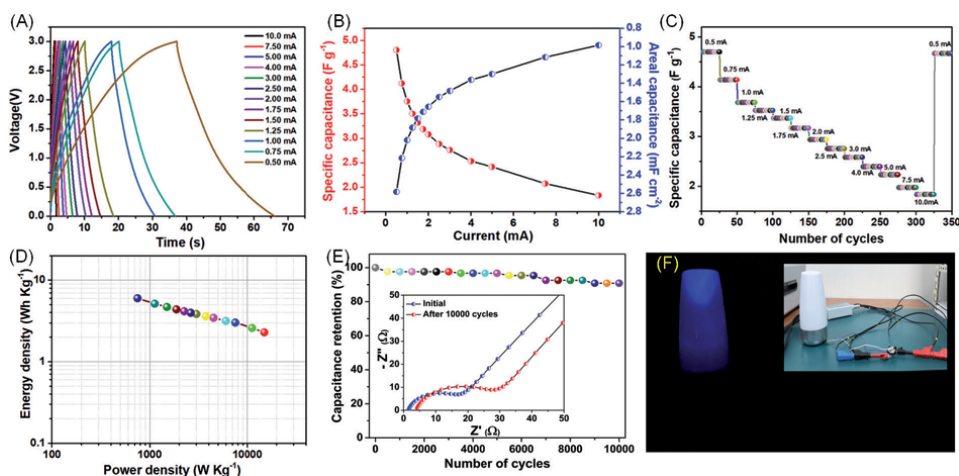 (A)
3.0
2.5
2.0
1.5
1.0
0.5
0.0
Voltage(V)
0 10 20 30 40 50 60 70
Time (s)
10.0 mA
7.50 mA
5.00 mA
4.00 mA
3.00 mA
2.50 mA
2.00 mA
1.75 mA
1.50 mA
1.25 mA
1.00 mA
0.75 mA
0.50 mA
(B)
Specific capacitance (F g⁻¹)
5.0
4.5
4.0
3.5
3.0
2.5
2.0
1.5
0 2 4 6 8 10
Current (mA)
0.8
1.0
1.2
1.4
1.6
1.8
2.0
2.2
2.4
2.6
2.8
Areal capacitance (mF cm⁻²)
(C)
Specific capacitance (F g⁻¹)
5
4
3
2
0 50 100 150 200 250 300 350
Number of cycles
0.5 mA
0.75 mA
1.0 mA
1.25 mA
1.5 mA
1.75 mA
2.0 mA
2.5 mA
3.0 mA
4.0 mA
5.0 mA
7.5 mA
10.0mA
0.5 mA
(D)
Energy density (Wh Kg⁻¹)
10
1
0.1
100 1000 10000
Power density (W Kg⁻¹)
(E)
Capacitance retention (%)
120
100
80
60
40
20
0
0 2000 4000 6000 8000 10000
Number of cycles
Initial
After 10000 cycles
- Z'' (Ω)
50
40
30
20
10
0
0 10 20 30 40 50
Z' (Ω)
(F)